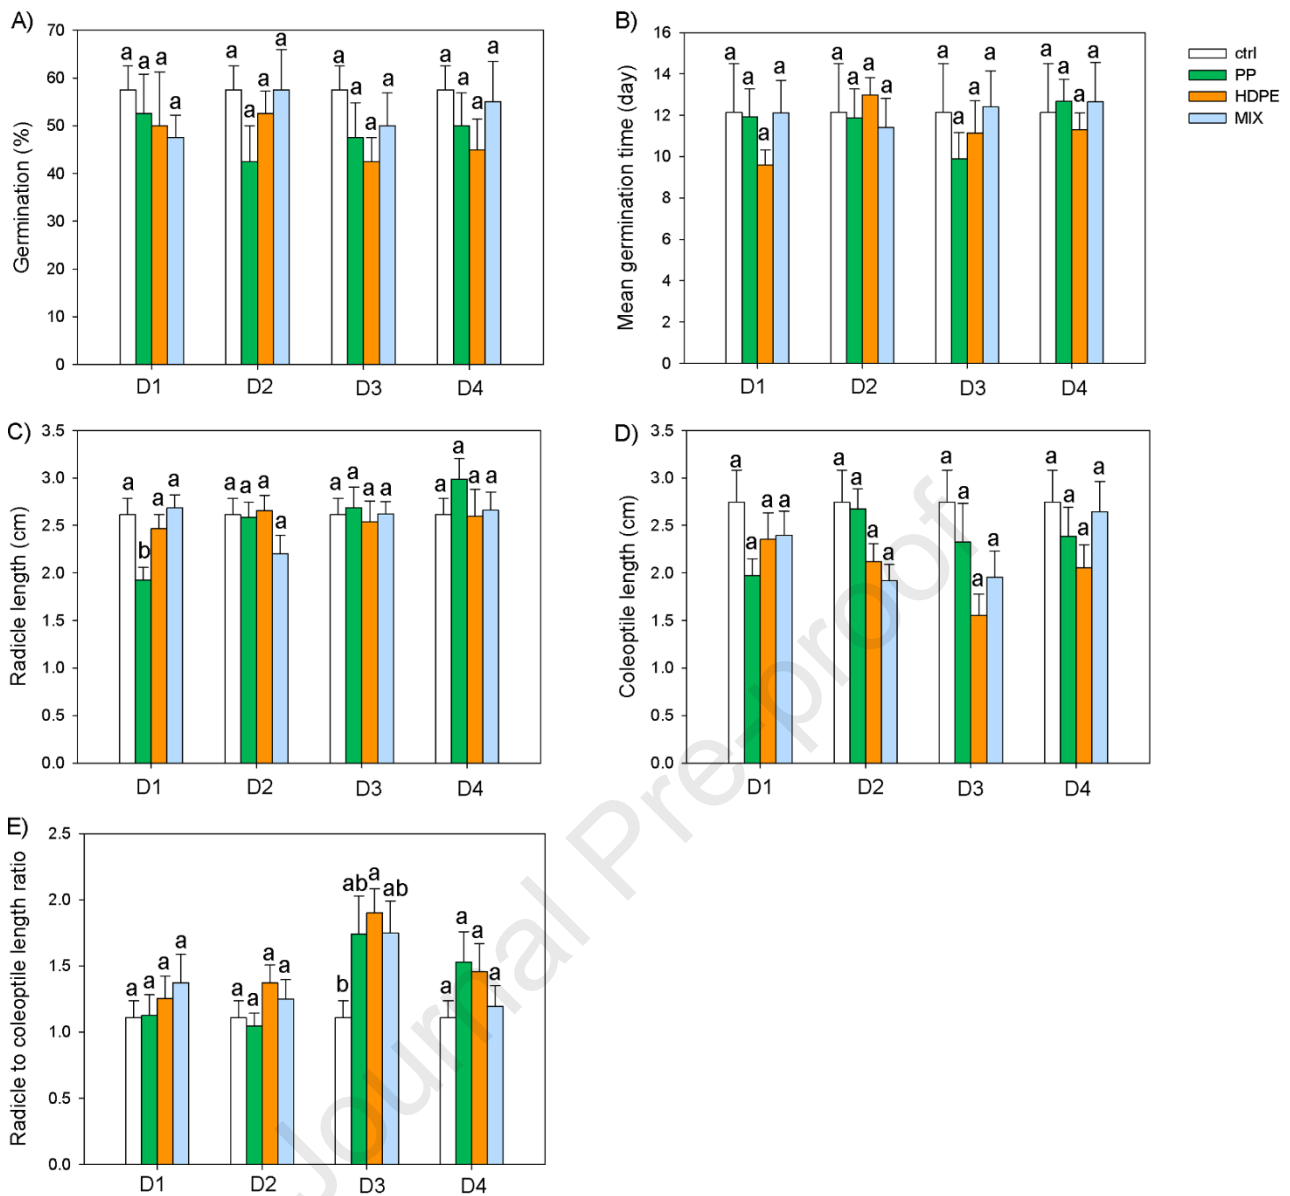 A)
70
60
50
40
30
20
10
0
Germination (%)
a a a a a a a a a a a a a a a a
D1 D2 D3 D4
B)
16
14
12
10
8
6
4
2
0
Mean germination time (day)
a a a a a a a a a a a a a a a a
D1 D2 D3 D4
ctrl
PP
HDPE
MIX
C)
3.5
3.0
2.5
2.0
1.5
1.0
0.5
0.0
Radicle length (cm)
a b a a a a a a a a a a a a a a
D1 D2 D3 D4
D)
3.5
3.0
2.5
2.0
1.5
1.0
0.5
0.0
Coleoptile length (cm)
a a a a a a a a a a a a a a a a
D1 D2 D3 D4
E)
2.5
2.0
1.5
1.0
0.5
0.0
Radicle to coleoptile length ratio
a a a a a a a a b ab a ab a a a a
D1 D2 D3 D4
Journal Pre-proof